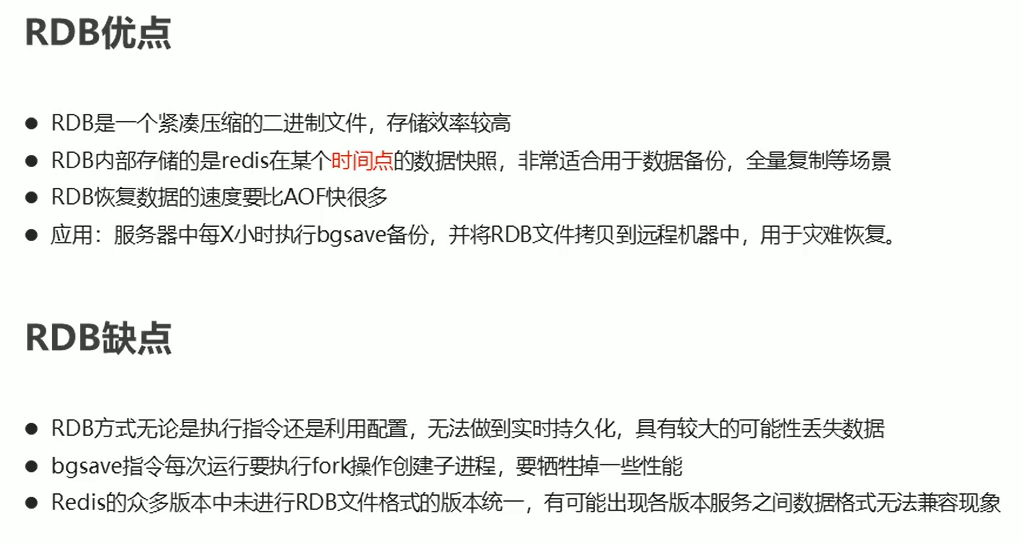 RDB优点
● RDB是一个紧凑压缩的二进制文件，存储效率较高
● RDB内部存储的是redis在某个时间点的数据快照，非常适合用于数据备份，全量复制等场景
● RDB恢复数据的速度要比AOF快很多
● 应用：服务器中每X小时执行bgsave备份，并将RDB文件拷贝到远程机器中，用于灾难恢复。
RDB缺点
● RDB方式无论是执行指令还是利用配置，无法做到实时持久化，具有较大的可能性丢失数据
● bgsave指令每次运行要执行fork操作创建子进程，要牺牲掉一些性能
● Redis的众多版本中未进行RDB文件格式的版本统一，有可能出现各版本服务之间数据格式无法兼容现象